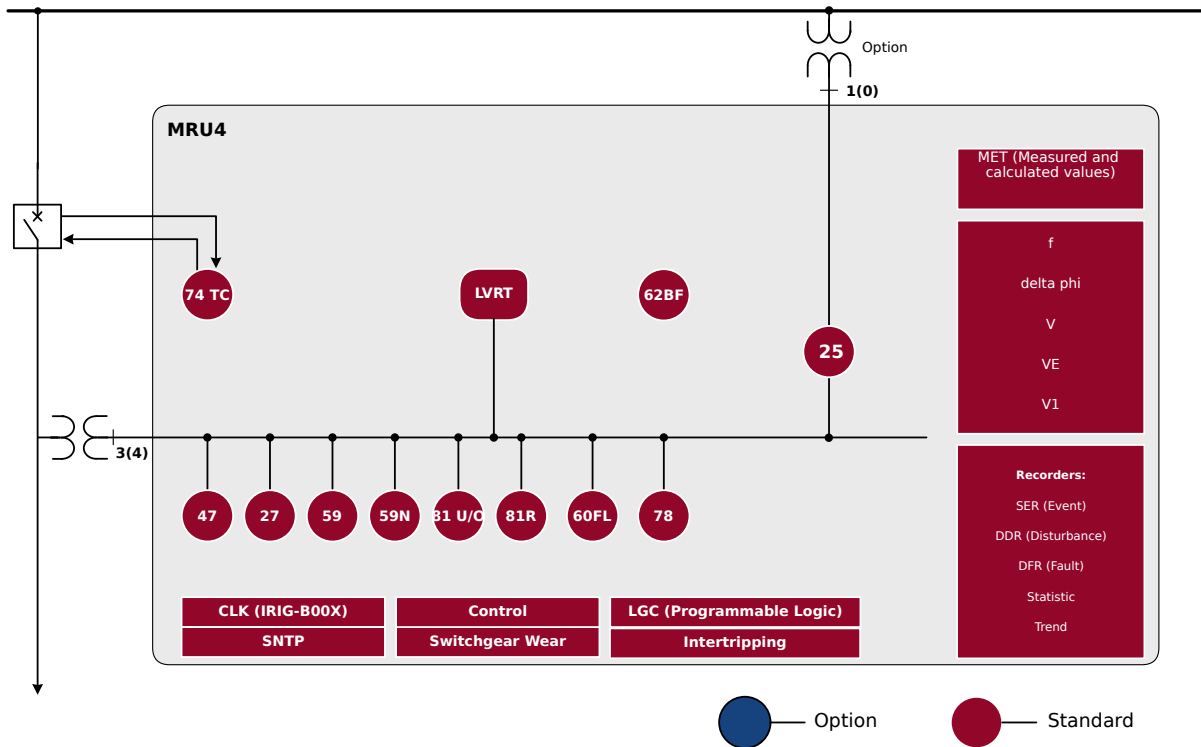 Option
1(0)
MRU4
MET (Measured and
calculated values)
f
delta phi
V
VE
V1
74 TC
LVRT
62BF
25
3(4)
47
27
59
59N
81 U/O
81R
60FL
78
Recorders:
SER (Event)
DDR (Disturbance)
DFR (Fault)
Statistic
Trend
CLK (IRIG-B00X)
Control
LGC (Programmable Logic)
SNTP
Switchgear Wear
Intertripping
Option
Standard